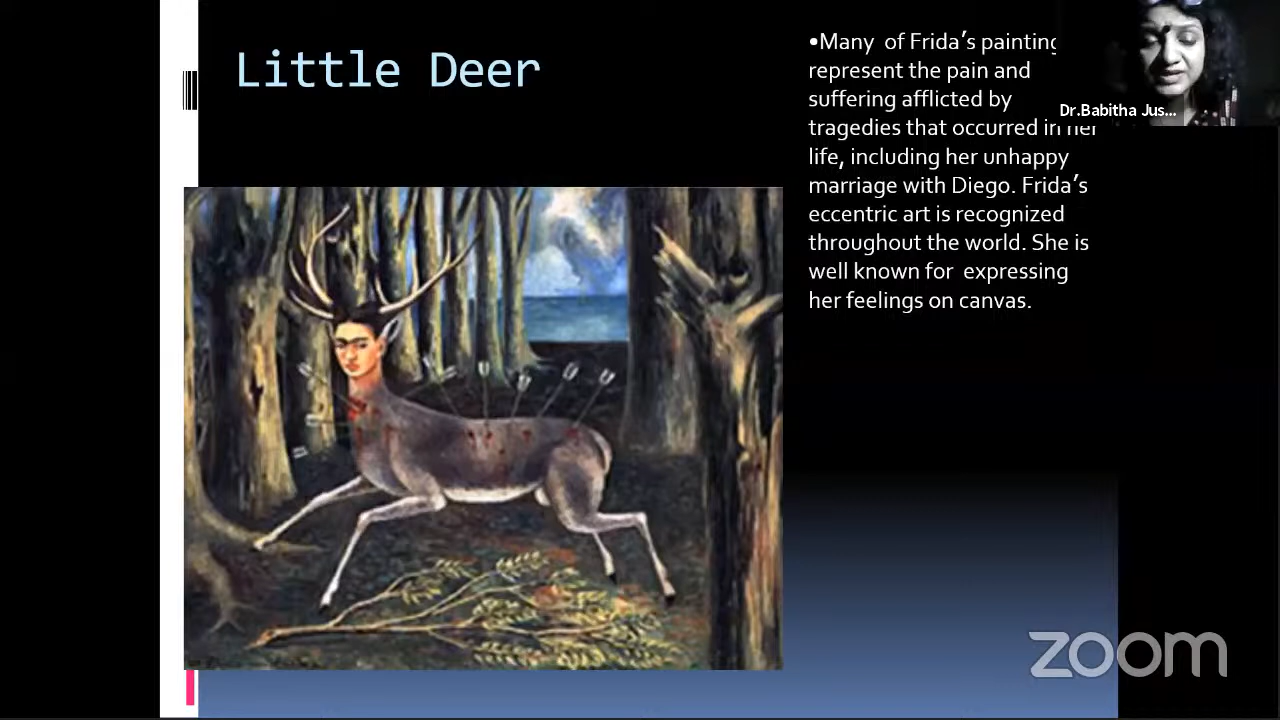 Little Deer
•Many of Frida’s painting
represent the pain and
suffering afflicted by
tragedies that occurred in her
life, including her unhappy
marriage with Diego. Frida’s
eccentric art is recognized
throughout the world. She is
well known for expressing
her feelings on canvas.
Dr.Babitha Jus...
zoom